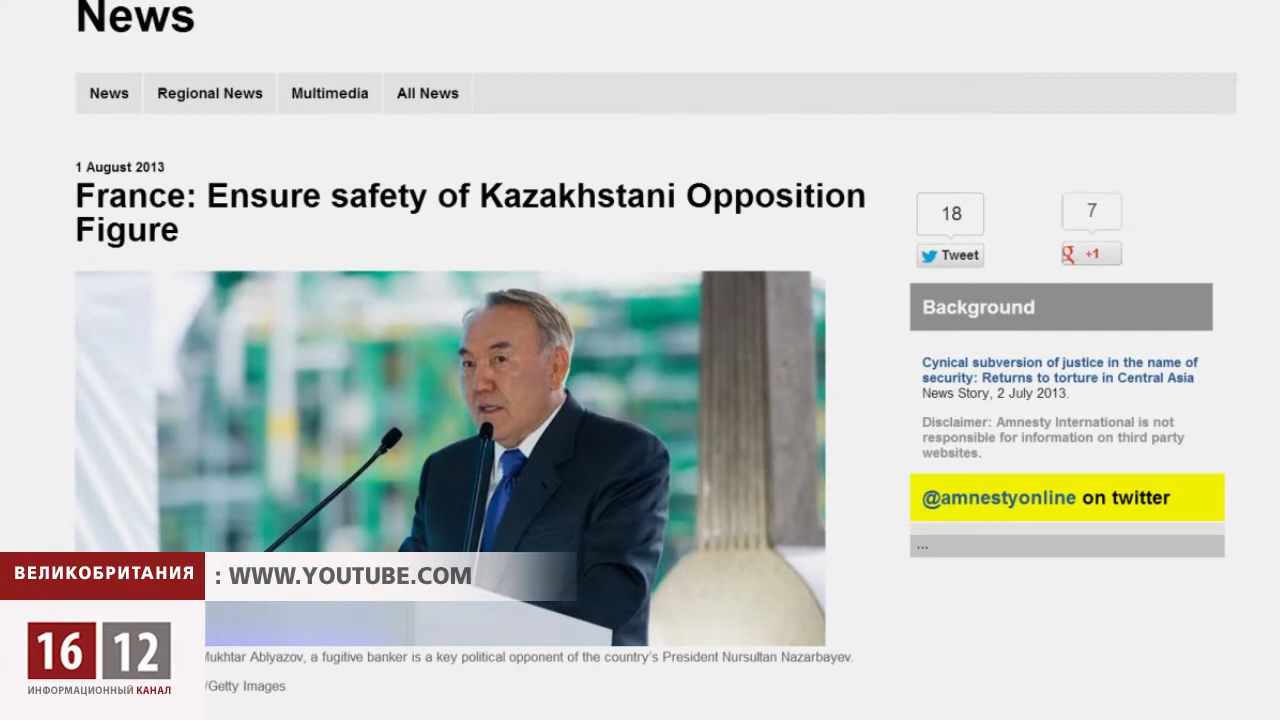 News
News Regional News Multimedia All News
1 August 2013
France: Ensure safety of Kazakhstani Opposition
Figure
18 7
Tweet +1
Background
Cynical subversion of justice in the name of
security: Returns to torture in Central Asia
News Story, 2 July 2013.
Disclaimer: Amnesty International is not
responsible for information on third party
websites.
@amnestyonline on twitter
...
ВЕЛИКОБРИТАНИЯ : WWW.YOUTUBE.COM
16 12
ИНФОРМАЦИОННЫЙ КАНАЛ
Mukhtar Ablyazov, a fugitive banker is a key political opponent of the country's President Nursultan Nazarbayev.
/Getty Images